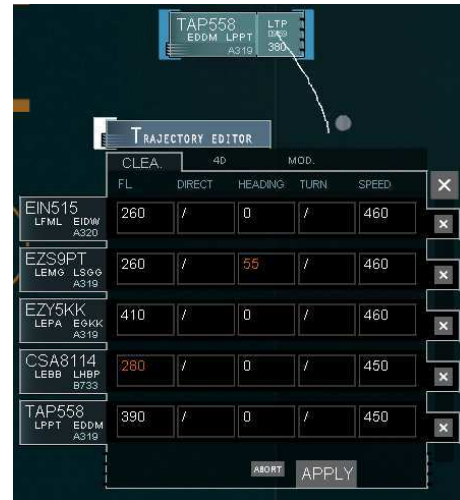 TAP558
EDDM LPPT
A319
LTP
380
TRAJECTORY EDITOR
CLEA. 4D MOD.
FL DIRECT HEADING TURN SPEED
EIN515
LFML EIDW
A320
260 / 0 / 460
EZS9PT
LEMG LSGG
A319
260 / 55 / 460
EZY5KK
LEPA EGKK
A319
410 / 0 / 460
CSA8114
LEBB LHBP
B733
280 / 0 / 450
TAP558
LPPT EDDM
A319
390 / 0 / 450
ABORT APPLY